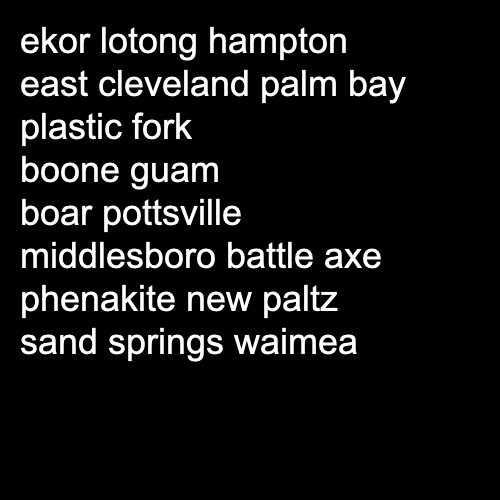 ekor lotong hampton
east cleveland palm bay
plastic fork
boone guam
boar pottsville
middlesboro battle axe
phenakite new paltz
sand springs waimea